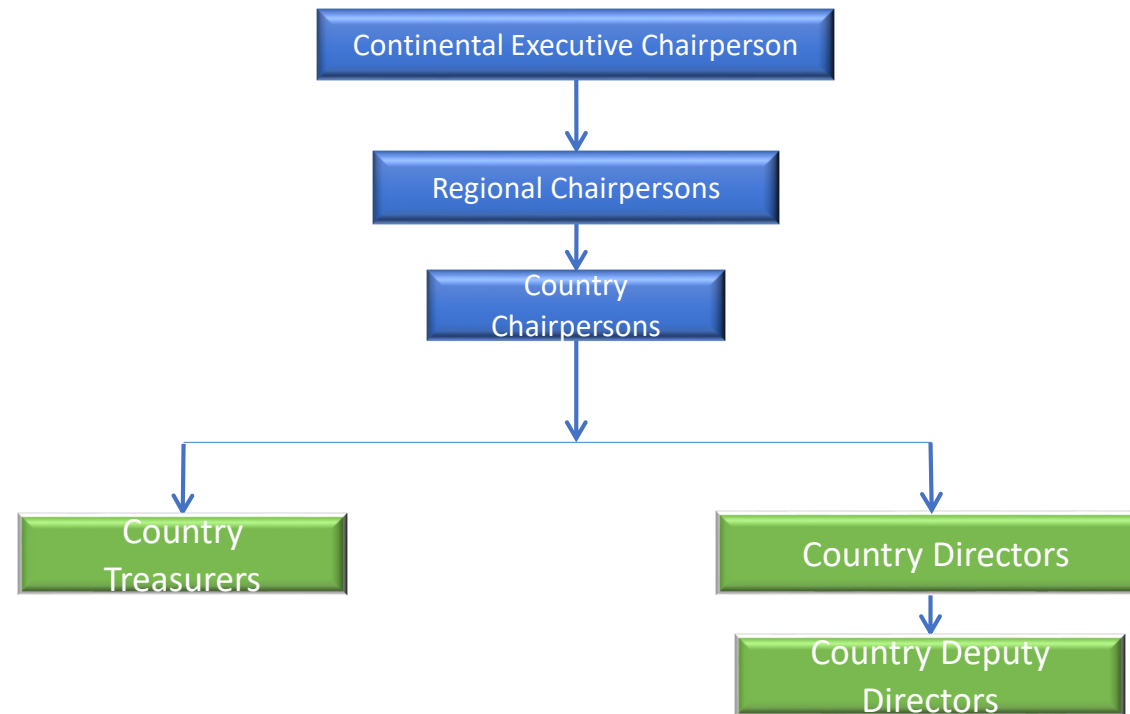 Continental Executive Chairperson
Regional Chairpersons
Country
Chairpersons
Country
Treasurers
Country Directors
Country Deputy
Directors